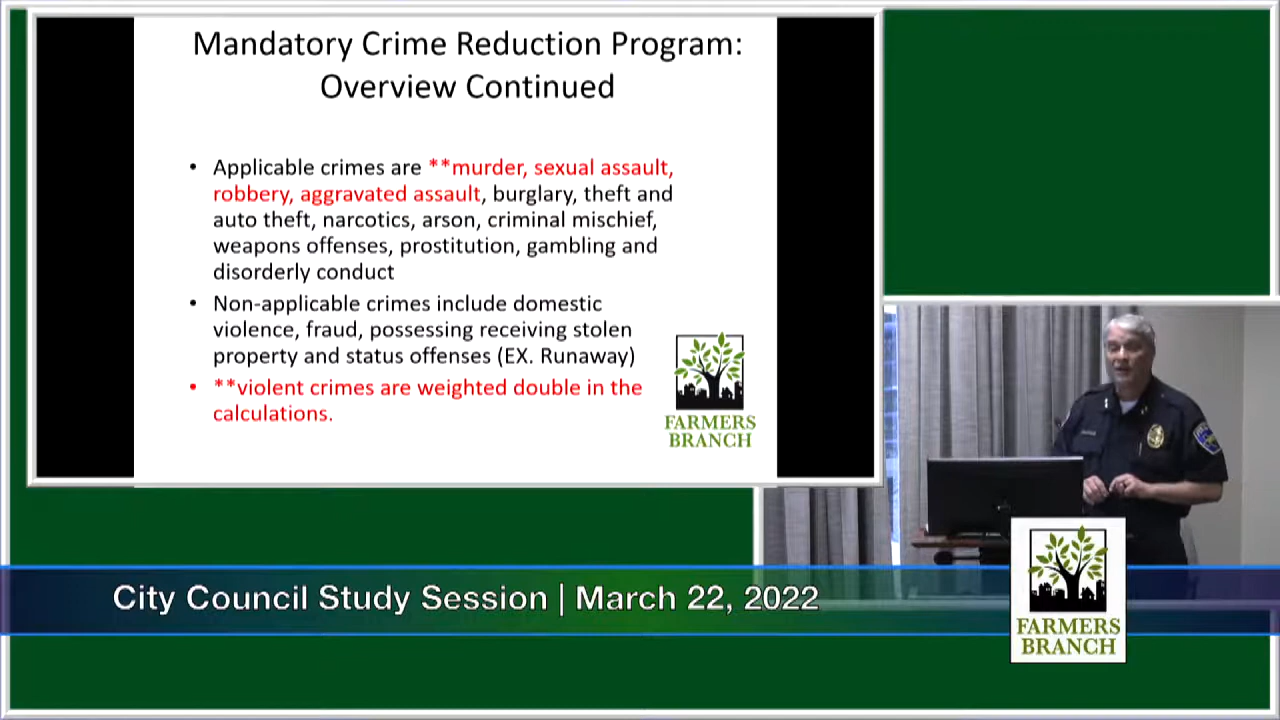 Mandatory Crime Reduction Program:
Overview Continued
• Applicable crimes are **murder, sexual assault,
robbery, aggravated assault, burglary, theft and
auto theft, narcotics, arson, criminal mischief,
weapons offenses, prostitution, gambling and
disorderly conduct
• Non-applicable crimes include domestic
violence, fraud, possessing receiving stolen
property and status offenses (EX. Runaway)
• **violent crimes are weighted double in the
calculations.
FARMERS
BRANCH
City Council Study Session | March 22, 2022
FARMERS
BRANCH